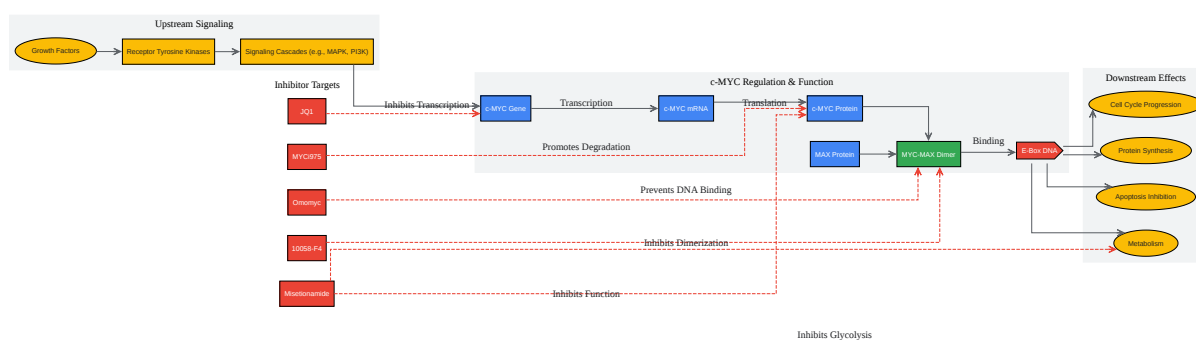 Upstream Signaling
Growth Factors
Receptor Tyrosine Kinases
Signaling Cascades (e.g., MAPK, PI3K)
Inhibitor Targets
JQ1
MYCi975
Omomyc
10058-F4
Misetionamide
c-MYC Regulation & Function
Inhibits Transcription
c-MYC Gene
Transcription
c-MYC mRNA
Translation
c-MYC Protein
Promotes Degradation
MAX Protein
MYC-MAX Dimer
Binding
E-Box DNA
Prevents DNA Binding
Inhibits Dimerization
Inhibits Function
Inhibits Glycolysis
Downstream Effects
Cell Cycle Progression
Protein Synthesis
Apoptosis Inhibition
Metabolism